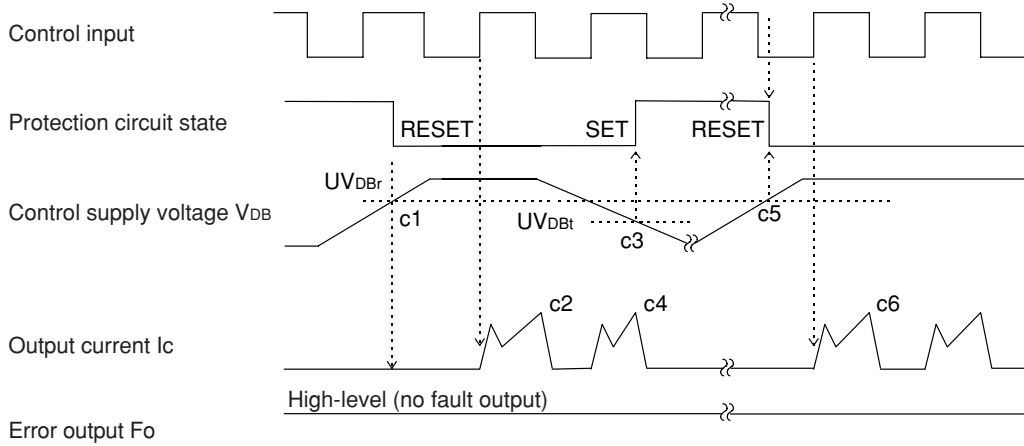 Control input
Protection circuit state
RESET
SET
RESET
UVDBr
Control supply voltage VDB
c1
UVDBt
c3
c5
c2
c4
c6
Output current Ic
High-level (no fault output)
Error output Fo